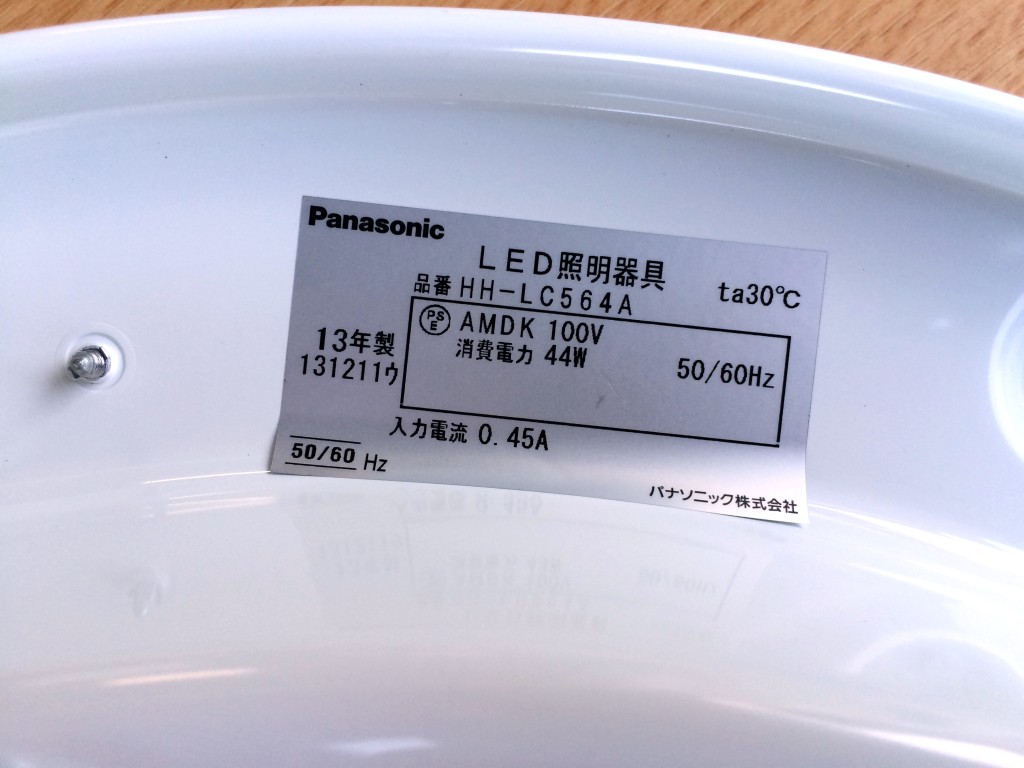 Panasonic
LED照明器具
品番 HH-LC564A
ta30℃
PSE AMDK 100V
消費電力 44W
50/60Hz
13年製
131211ウ
入力電流 0.45A
50/60 Hz
パナソニック株式会社